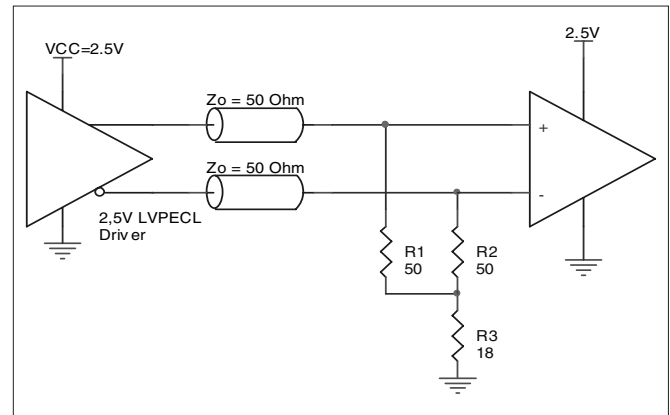 VCC=2.5V
2.5V
Zo = 50 Ohm
+
Zo = 50 Ohm
-
2,5V LVPECL
Driver
R1
50
R2
50
R3
18